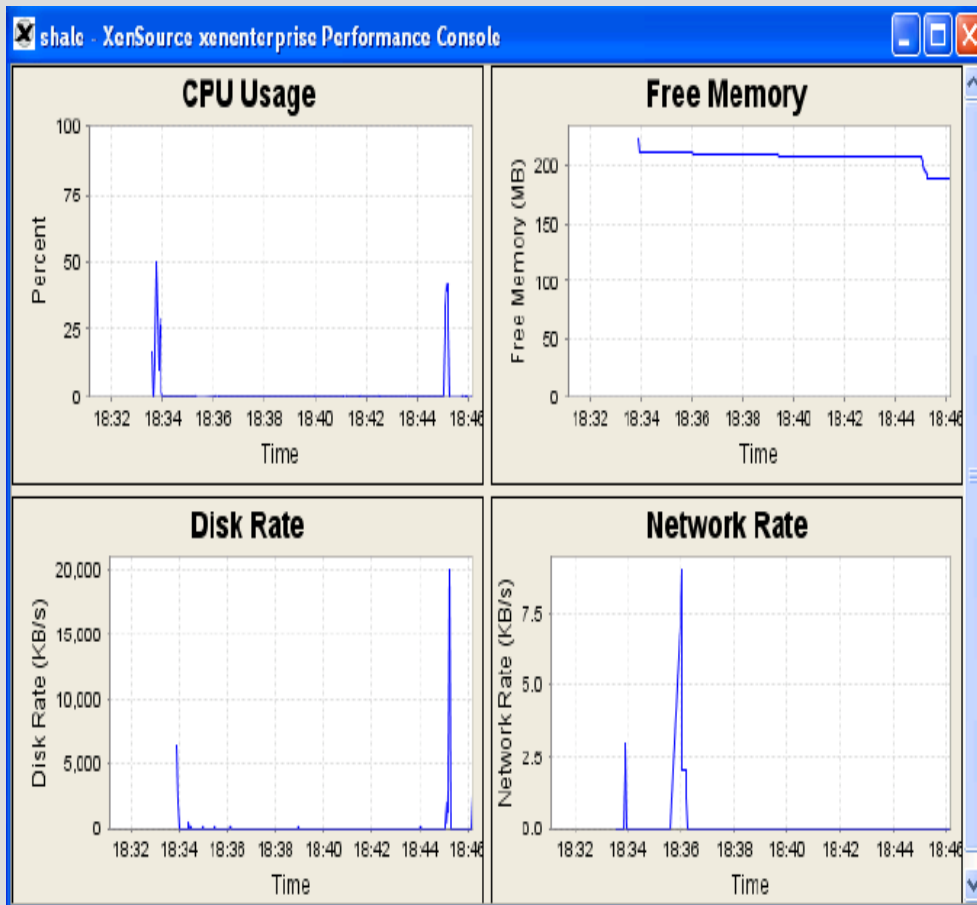 shale - XenSource xenenterprise Performance Console
CPU Usage
100
75
50
25
0
Percent
18:32 18:34 18:36 18:38 18:40 18:42 18:44 18:46
Time
Free Memory
200
150
100
50
0
Free Memory (MB)
18:32 18:34 18:36 18:38 18:40 18:42 18:44 18:46
Time
Disk Rate
20,000
15,000
10,000
5,000
0
Disk Rate (KB/s)
18:32 18:34 18:36 18:38 18:40 18:42 18:44 18:46
Time
Network Rate
7.5
5.0
2.5
0.0
Network Rate (KB/s)
18:32 18:34 18:36 18:38 18:40 18:42 18:44 18:46
Time